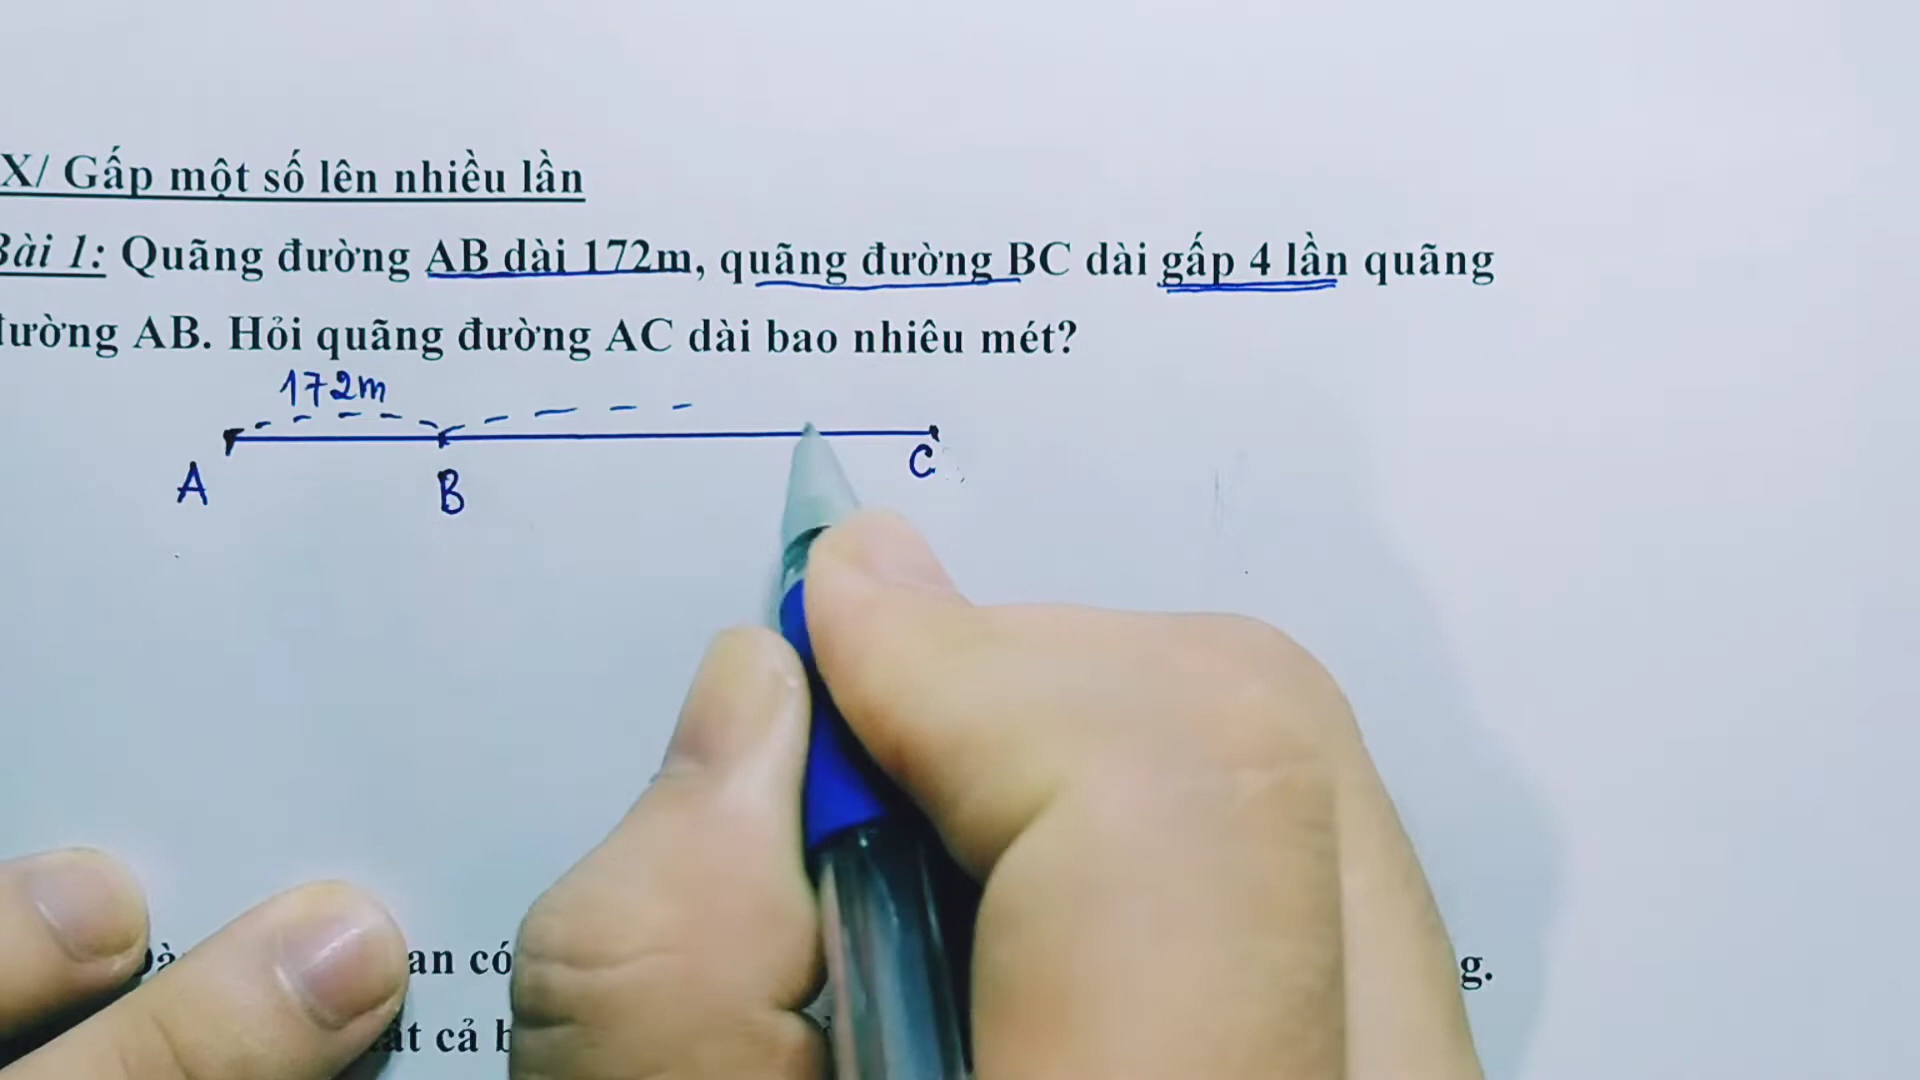 X/ Gấp một số lên nhiều lần
Bài 1: Quãng đường AB dài 172m, quãng đường BC dài gấp 4 lần quãng
đường AB. Hỏi quãng đường AC dài bao nhiêu mét?
172m
A B C
an có g.
cả